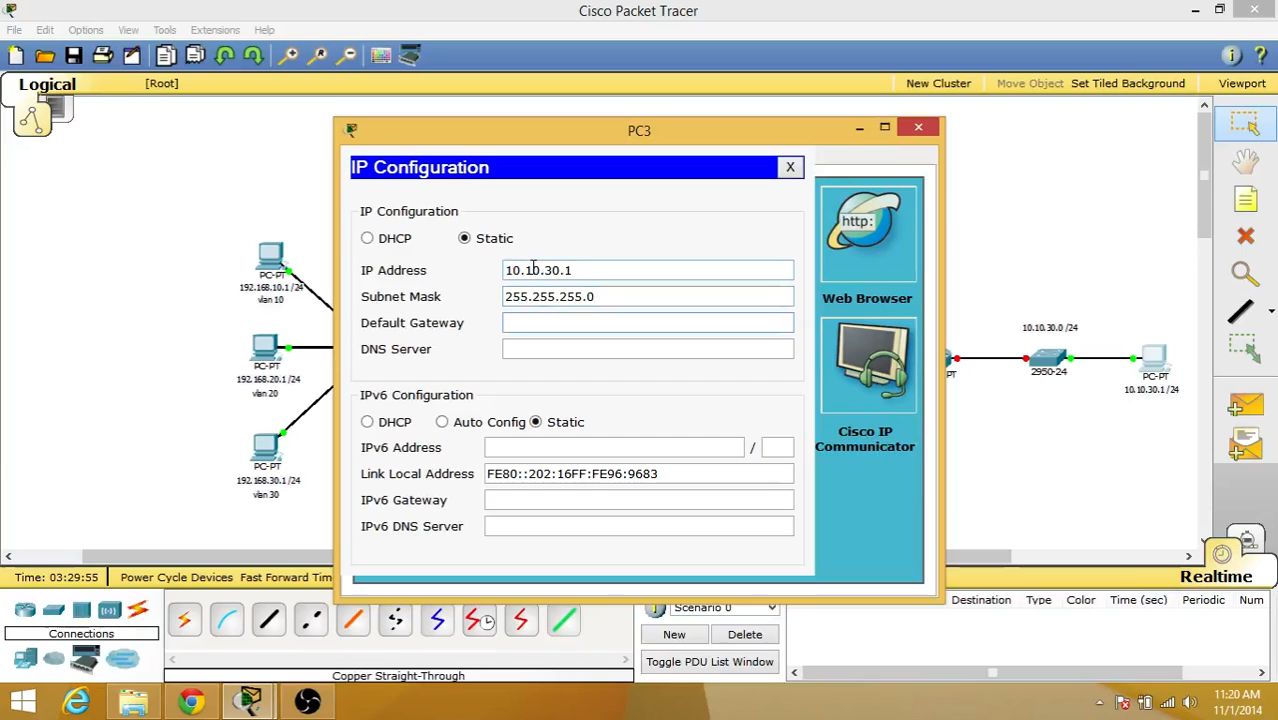 Cisco Packet Tracer
File Edit Options View Tools Extensions Help
Logical
[Root]
New Cluster
Move Object
Set Tiled Background
Viewport
PC3
IP Configuration
X
IP Configuration
DHCP
Static
IP Address
10.10.30.1
Subnet Mask
255.255.255.0
Default Gateway
DNS Server
IPv6 Configuration
DHCP
Auto Config
Static
IPv6 Address
/
Link Local Address
FE80::202:16FF:FE96:9683
IPv6 Gateway
IPv6 DNS Server
http:
Web Browser
Cisco IP
Communicator
PC-PT
192.168.10.1 /24
vlan 10
PC-PT
192.168.20.1 /24
vlan 20
PC-PT
192.168.30.1 /24
vlan 30
10.10.30.0 /24
PT
2950-24
PC-PT
10.10.30.1 /24
Time: 03:29:55
Power Cycle Devices
Fast Forward Tim
Realtime
Connections
Copper Straight-Through
Scenario 0
New
Delete
Toggle PDU List Window
Destination
Type
Color
Time (sec)
Periodic
Num
11:20 AM
11/1/2014